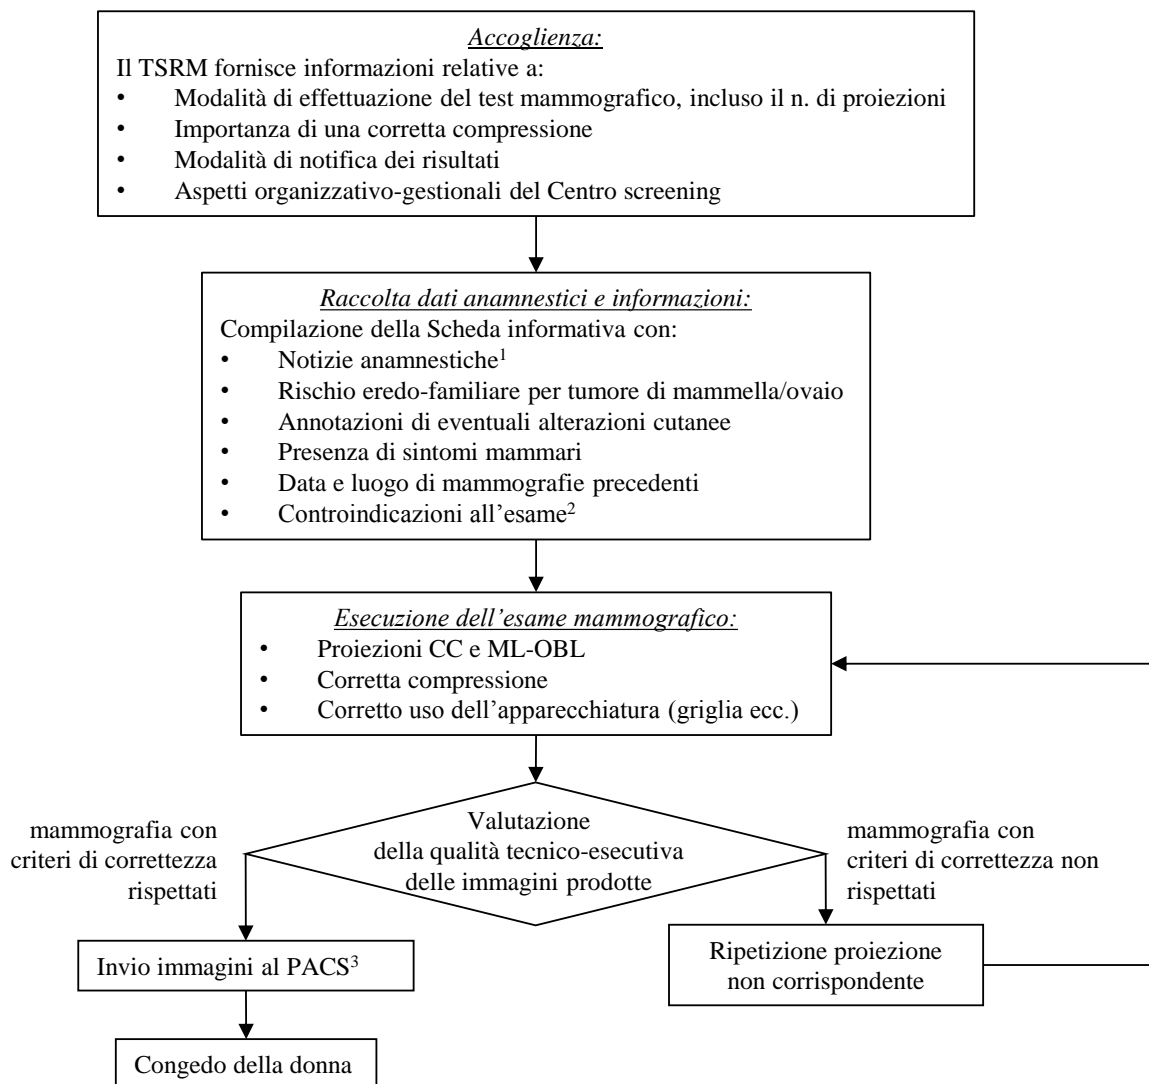 Accoglienza:
Il TSRM fornisce informazioni relative a:
• Modalità di effettuazione del test mammografico, incluso il n. di proiezioni
• Importanza di una corretta compressione
• Modalità di notifica dei risultati
• Aspetti organizzativo-gestionali del Centro screening
Raccolta dati anamnestici e informazioni:
Compilazione della Scheda informativa con:
• Notizie anamnestiche¹
• Rischio eredo-familiare per tumore di mammella/ovaio
• Annotazioni di eventuali alterazioni cutanee
• Presenza di sintomi mammari
• Data e luogo di mammografie precedenti
• Controindicazioni all’esame²
Esecuzione dell’esame mammografico:
• Proiezioni CC e ML-OBL
• Corretta compressione
• Corretto uso dell’apparecchiatura (griglia ecc.)
Valutazione
della qualità tecnico-esecutiva
delle immagini prodotte
mammografia con
criteri di correttezza
rispettati
mammografia con
criteri di correttezza non
rispettati
Invio immagini al PACS³
Ripetizione proiezione
non corrispondente
Congedo della donna